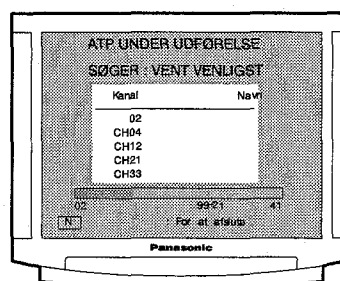 ATP UNDER UDFØRELSE
SØGER : VENT VENLIGST
Kanal Navn
02
CH04
CH12
CH21
CH33
02 99:21 41
N For at afslute
Panasonic